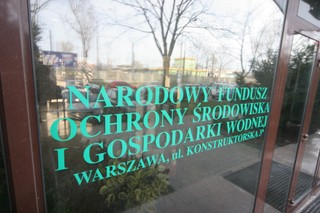 NARODOWY FUNDUSZ
OCHRONY ŚRODOWISKA
I GOSPODARKI WODNEJ
WARSZAWA, ul. KONSTRUKTORSKA 3ᴬ